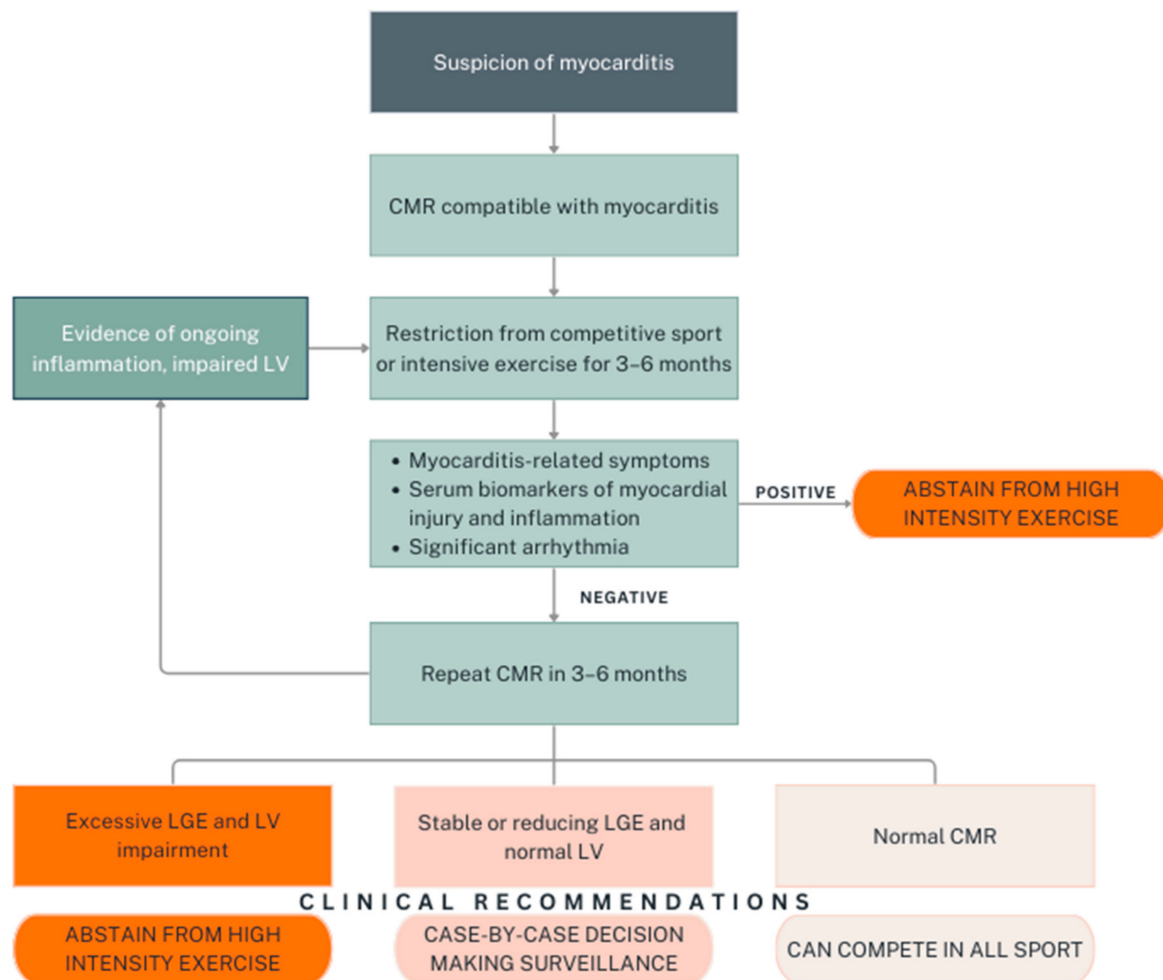 Suspicion of myocarditis
CMR compatible with myocarditis
Evidence of ongoing
inflammation, impaired LV
Restriction from competitive sport
or intensive exercise for 3–6 months
• Myocarditis-related symptoms
• Serum biomarkers of myocardial
injury and inflammation
• Significant arrhythmia
POSITIVE
ABSTAIN FROM HIGH
INTENSITY EXERCISE
NEGATIVE
Repeat CMR in 3–6 months
Excessive LGE and LV
impairment
Stable or reducing LGE and
normal LV
Normal CMR
CLINICAL RECOMMENDATIONS
ABSTAIN FROM HIGH
INTENSITY EXERCISE
CASE-BY-CASE DECISION
MAKING SURVEILLANCE
CAN COMPETE IN ALL SPORT